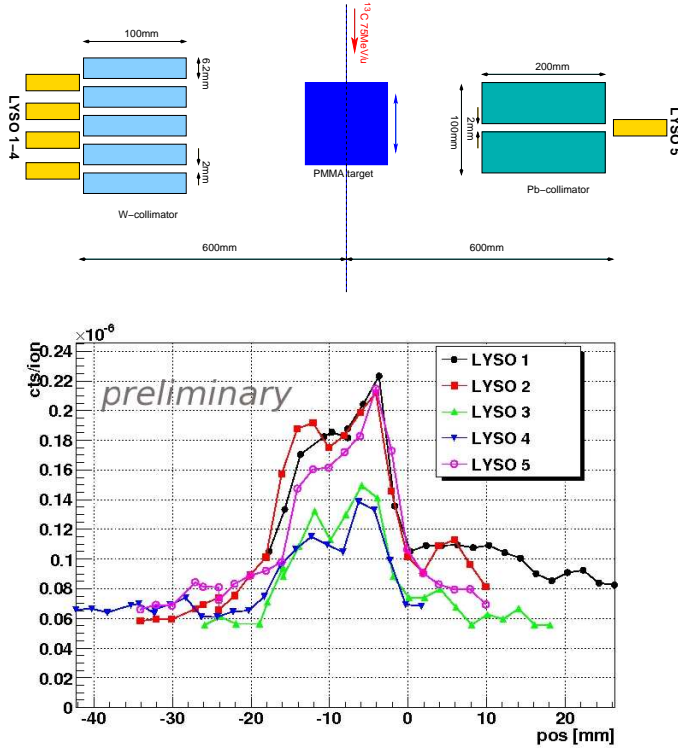 13C 75MeV/u
100mm
6.2mm
200mm
LYSO 1–4
2mm
100mm
2mm
LYSO 5
PMMA target
W–collimator
Pb–collimator
600mm
600mm
×10-6
cts/ion
0.24
0.22
0.2
0.18
0.16
0.14
0.12
0.1
0.08
0.06
0.04
0.02
0
preliminary
LYSO 1
LYSO 2
LYSO 3
LYSO 4
LYSO 5
-40 -30 -20 -10 0 10 20
pos [mm]